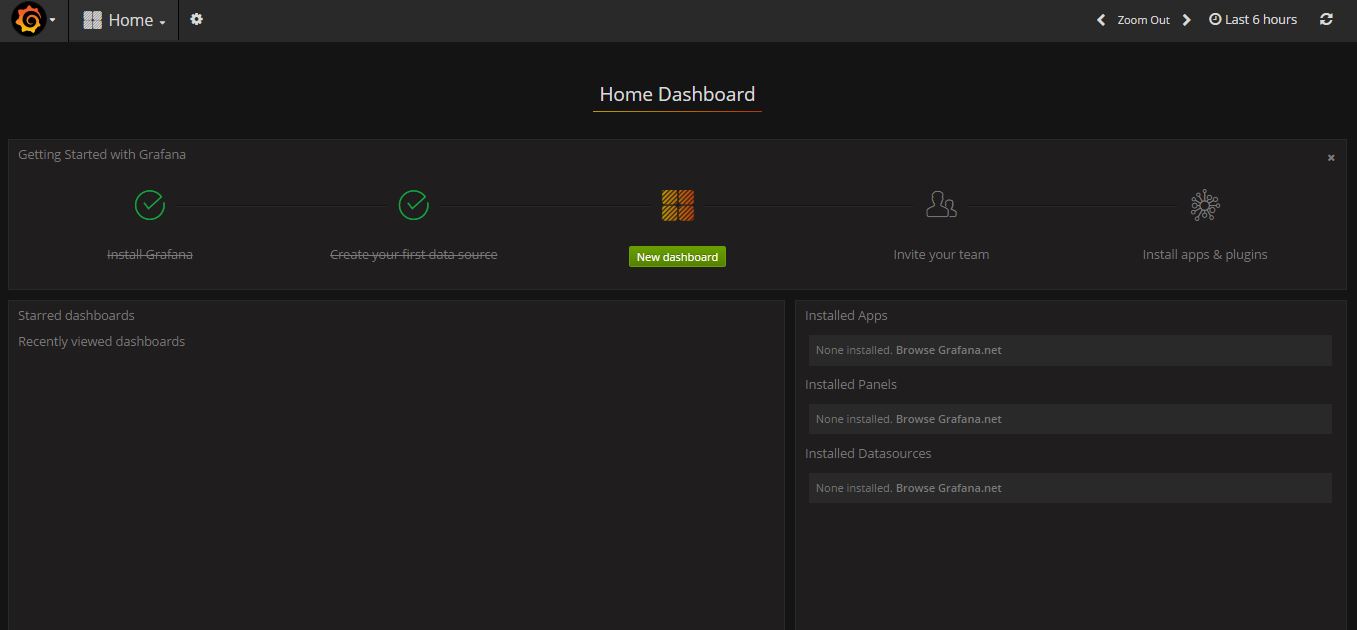 Home
Zoom Out
Last 6 hours
Home Dashboard
Getting Started with Grafana
Install Grafana
Create your first data source
New dashboard
Invite your team
Install apps & plugins
Starred dashboards
Recently viewed dashboards
Installed Apps
None installed. Browse Grafana.net
Installed Panels
None installed. Browse Grafana.net
Installed Datasources
None installed. Browse Grafana.net